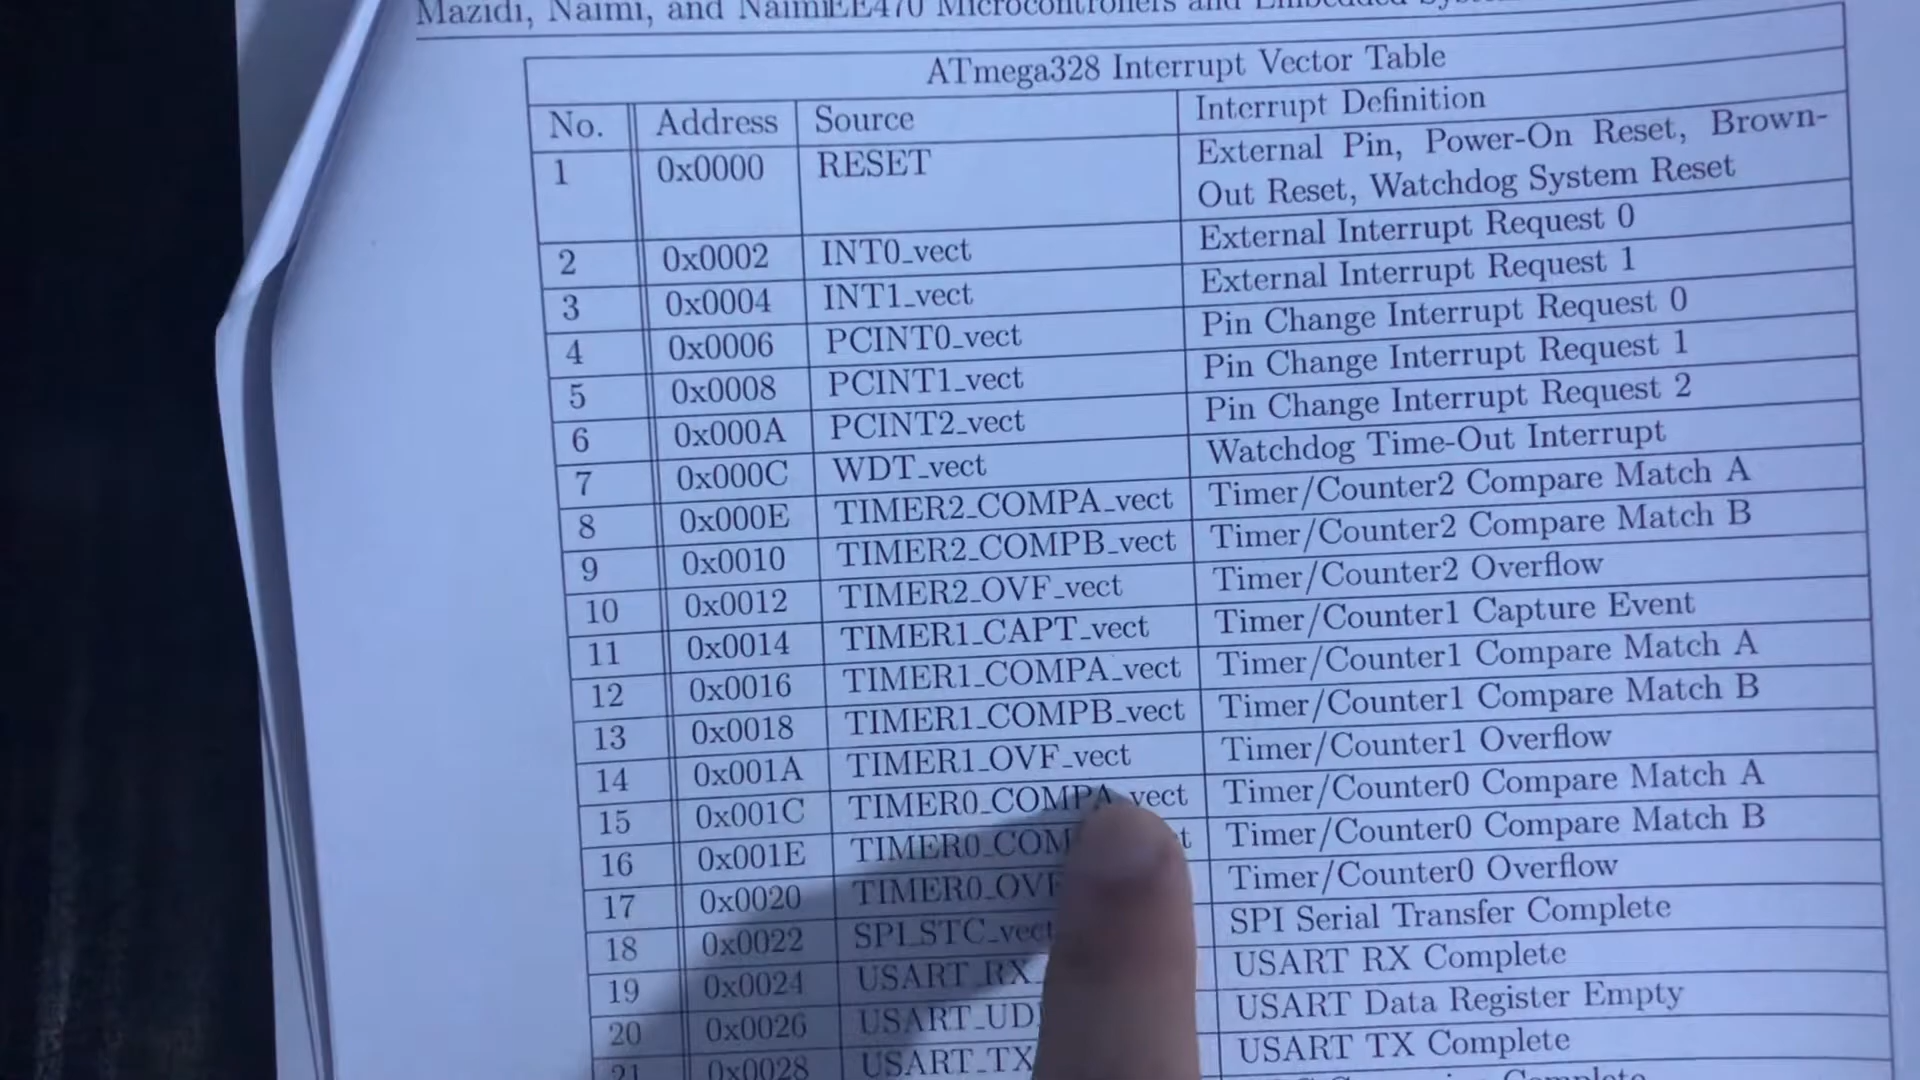 Mazidi, Naimi, and Naimi EE470 Microcontrollers and Embedded
ATmega328 Interrupt Vector Table
No. Address Source Interrupt Definition
1 0x0000 RESET External Pin, Power-On Reset, Brown-
Out Reset, Watchdog System Reset
2 0x0002 INT0_vect External Interrupt Request 0
3 0x0004 INT1_vect External Interrupt Request 1
4 0x0006 PCINT0_vect Pin Change Interrupt Request 0
5 0x0008 PCINT1_vect Pin Change Interrupt Request 1
6 0x000A PCINT2_vect Pin Change Interrupt Request 2
7 0x000C WDT_vect Watchdog Time-Out Interrupt
8 0x000E TIMER2_COMPA_vect Timer/Counter2 Compare Match A
9 0x0010 TIMER2_COMPB_vect Timer/Counter2 Compare Match B
10 0x0012 TIMER2_OVF_vect Timer/Counter2 Overflow
11 0x0014 TIMER1_CAPT_vect Timer/Counter1 Capture Event
12 0x0016 TIMER1_COMPA_vect Timer/Counter1 Compare Match A
13 0x0018 TIMER1_COMPB_vect Timer/Counter1 Compare Match B
14 0x001A TIMER1_OVF_vect Timer/Counter1 Overflow
15 0x001C TIMER0_COMPA_vect Timer/Counter0 Compare Match A
16 0x001E TIMER0_COM Timer/Counter0 Compare Match B
17 0x0020 TIMER0_OVF Timer/Counter0 Overflow
18 0x0022 SPI_STC_vect SPI Serial Transfer Complete
19 0x0024 USART_RX_ USART RX Complete
20 0x0026 USART_UD USART Data Register Empty
21 0x0028 USART_TX USART TX Complete